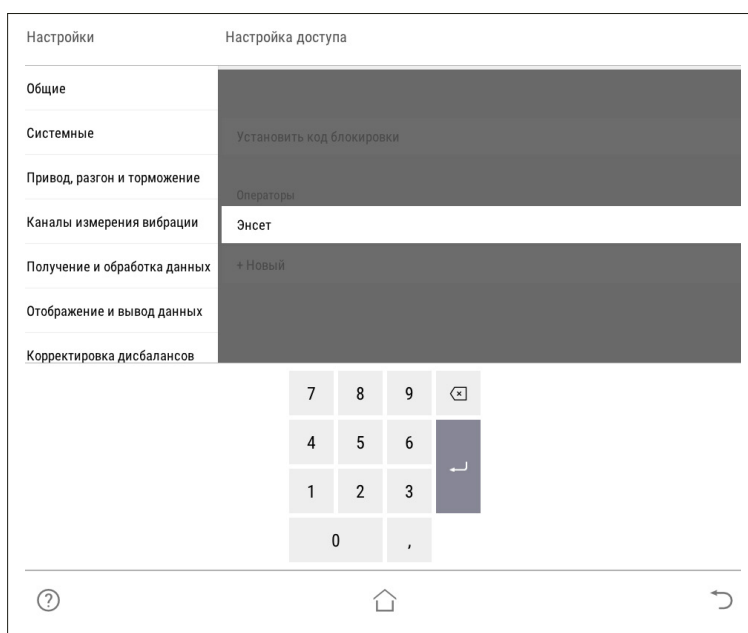 Настройки
Настройка доступа
Общие
Системные
Привод, разгон и торможение
Каналы измерения вибрации
Получение и обработка данных
Отображение и вывод данных
Корректировка дисбалансов
Установить код блокировки
Операторы
Энсет
+ Новый
7 8 9
4 5 6
1 2 3
0 ,
?